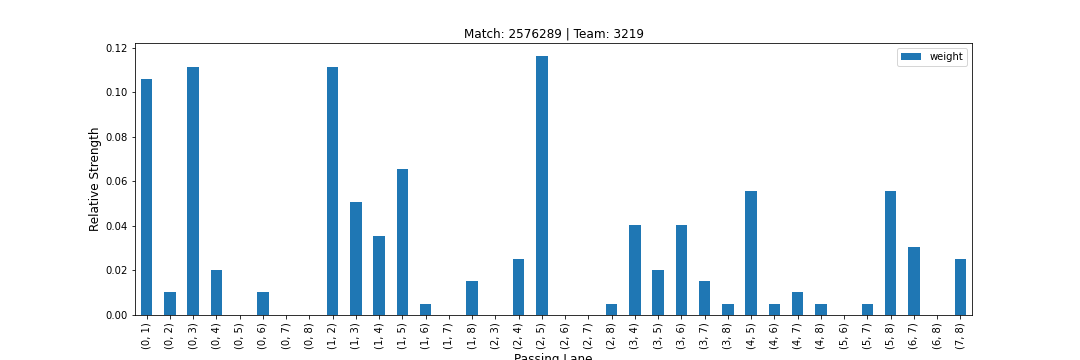 Match: 2576289 | Team: 3219
weight
0.12
0.10
0.08
0.06
0.04
0.02
0.00
Relative Strength
(0, 1) (0, 2) (0, 3) (0, 4) (0, 5) (0, 6) (0, 7) (0, 8) (1, 2) (1, 3) (1, 4) (1, 5) (1, 6) (1, 7) (1, 8) (2, 3) (2, 4) (2, 5) (2, 6) (2, 7) (2, 8) (3, 4) (3, 5) (3, 6) (3, 7) (3, 8) (4, 5) (4, 6) (4, 7) (4, 8) (5, 6) (5, 7) (5, 8) (6, 7) (6, 8) (7, 8)
Passing Lane